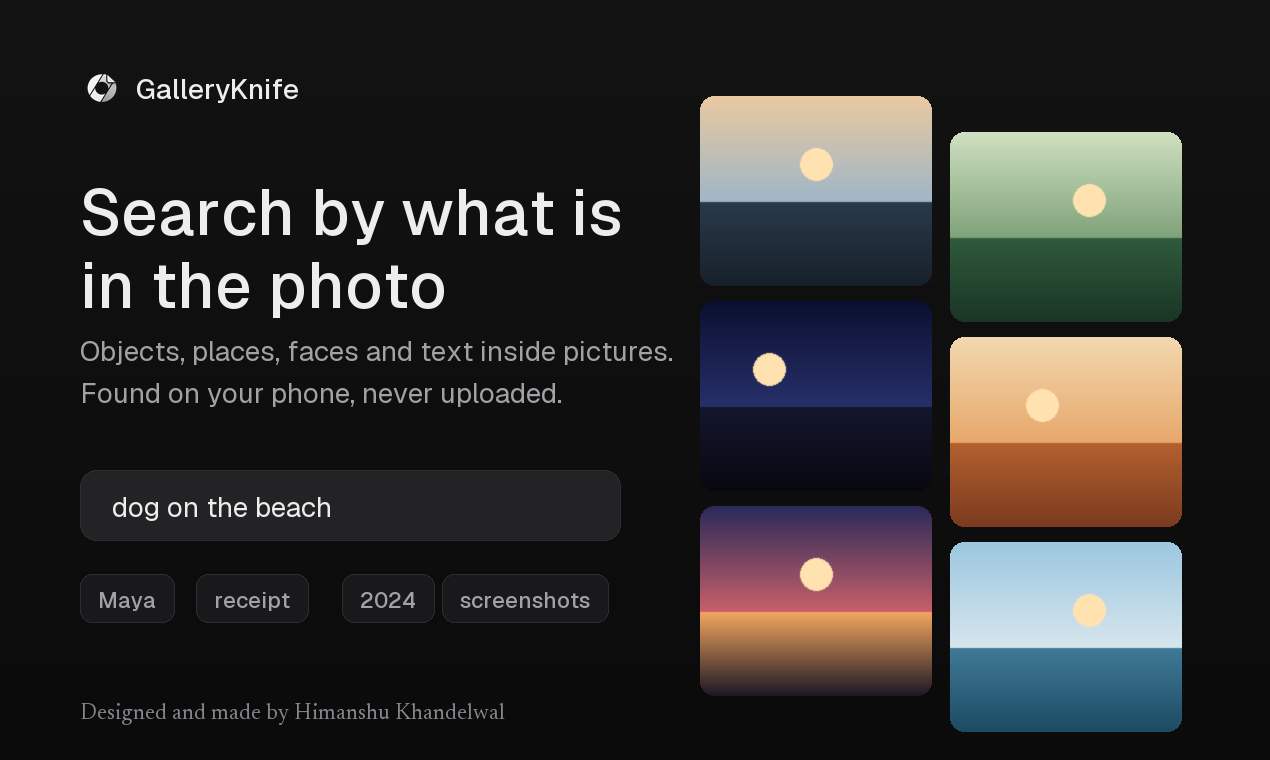 GalleryKnife
Search by what is
in the photo
Objects, places, faces and text inside pictures.
Found on your phone, never uploaded.
dog on the beach
Maya
receipt
2024
screenshots
Designed and made by Himanshu Khandelwal